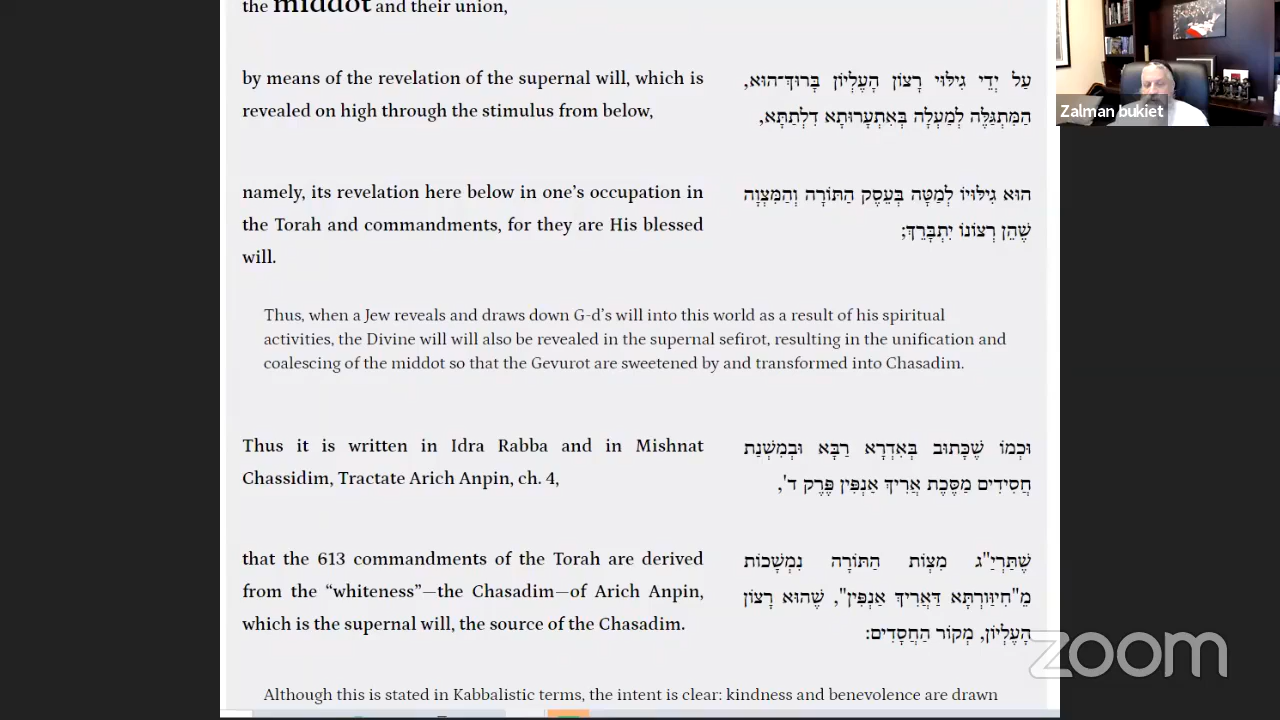 the middot and their union,
by means of the revelation of the supernal will, which is
revealed on high through the stimulus from below,
עַל יְדֵי גִילּוּי רָצוֹן הָעֶלְיוֹן בָּרוּךְ־הוּא,
הַמִּתְגַּלֶּה לְמַעְלָה בְּאִתְעָרוּתָא דִלְתַתָּא,
namely, its revelation here below in one's occupation in
the Torah and commandments, for they are His blessed
will.
הוּא גִילּוּיוֹ לְמַטָּה בְּעֵסֶק הַתּוֹרָה וְהַמִּצְוָה
שֶׁהֵן רְצוֹנוֹ יִתְבָּרֵךְ;
Thus, when a Jew reveals and draws down G-d's will into this world as a result of his spiritual
activities, the Divine will will also be revealed in the supernal sefirot, resulting in the unification and
coalescing of the middot so that the Gevurot are sweetened by and transformed into Chasadim.
Thus it is written in Idra Rabba and in Mishnat
Chassidim, Tractate Arich Anpin, ch. 4,
וּכְמוֹ שֶׁכָּתוּב בְּאִדְרָא רַבָּא וּבְמִשְׁנַת
חֲסִידִים מַסֶּכֶת אֲרִיךְ אַנְפִּין פֶּרֶק ד',
that the 613 commandments of the Torah are derived
from the “whiteness”—the Chasadim—of Arich Anpin,
which is the supernal will, the source of the Chasadim.
שֶׁתַּרְיַ"ג מִצְוֹת הַתּוֹרָה נִמְשָׁכוֹת
מֵ"חִיוַּורְתָּא דַּאֲרִיךְ אַנְפִּין", שֶׁהוּא רָצוֹן
הָעֶלְיוֹן, מְקוֹר הַחֲסָדִים:
Although this is stated in Kabbalistic terms, the intent is clear: kindness and benevolence are drawn
Zalman bukiet
zoom